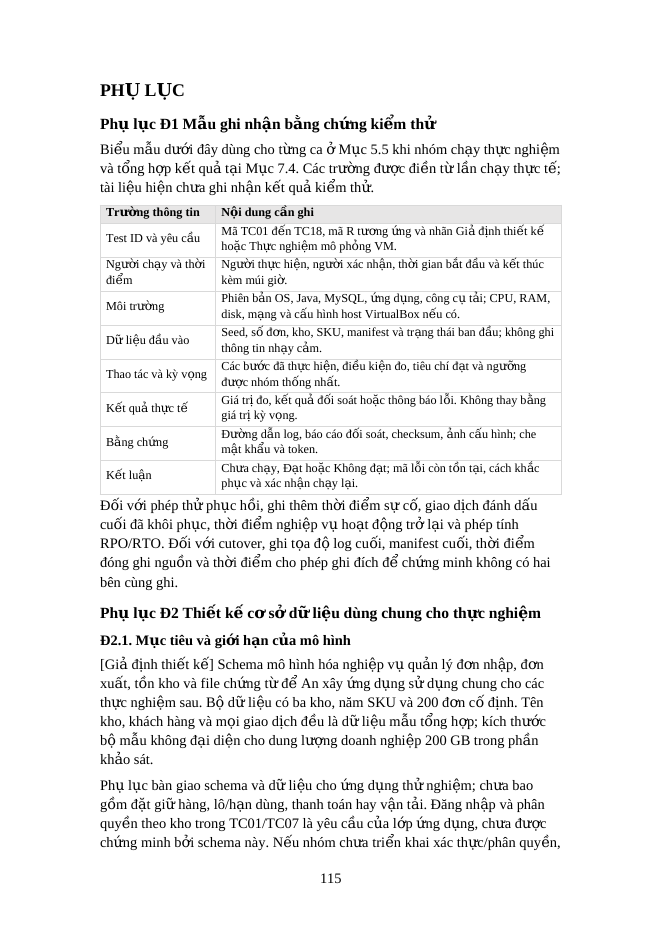 PHỤ LỤC
Phụ lục Đ1 Mẫu ghi nhận bằng chứng kiểm thử
Biểu mẫu dưới đây dùng cho từng ca ở Mục 5.5 khi nhóm chạy thực nghiệm
và tổng hợp kết quả tại Mục 7.4. Các trường được điền từ lần chạy thực tế;
tài liệu hiện chưa ghi nhận kết quả kiểm thử.
Trường thông tin Nội dung cần ghi
Test ID và yêu cầu
Mã TC01 đến TC18, mã R tương ứng và nhãn Giả định thiết kế
hoặc Thực nghiệm mô phỏng VM.
Người chạy và thời
điểm
Người thực hiện, người xác nhận, thời gian bắt đầu và kết thúc
kèm múi giờ.
Môi trường
Phiên bản OS, Java, MySQL, ứng dụng, công cụ tải; CPU, RAM,
disk, mạng và cấu hình host VirtualBox nếu có.
Dữ liệu đầu vào
Seed, số đơn, kho, SKU, manifest và trạng thái ban đầu; không ghi
thông tin nhạy cảm.
Thao tác và kỳ vọng
Các bước đã thực hiện, điều kiện đo, tiêu chí đạt và ngưỡng
được nhóm thống nhất.
Kết quả thực tế
Giá trị đo, kết quả đối soát hoặc thông báo lỗi. Không thay bằng
giá trị kỳ vọng.
Bằng chứng
Đường dẫn log, báo cáo đối soát, checksum, ảnh cấu hình; che
mật khẩu và token.
Kết luận
Chưa chạy, Đạt hoặc Không đạt; mã lỗi còn tồn tại, cách khắc
phục và xác nhận chạy lại.
Đối với phép thử phục hồi, ghi thêm thời điểm sự cố, giao dịch đánh dấu
cuối đã khôi phục, thời điểm nghiệp vụ hoạt động trở lại và phép tính
RPO/RTO. Đối với cutover, ghi tọa độ log cuối, manifest cuối, thời điểm
đóng ghi nguồn và thời điểm cho phép ghi đích để chứng minh không có hai
bên cùng ghi.
Phụ lục Đ2 Thiết kế cơ sở dữ liệu dùng chung cho thực nghiệm
Đ2.1. Mục tiêu và giới hạn của mô hình
[Giả định thiết kế] Schema mô hình hóa nghiệp vụ quản lý đơn nhập, đơn
xuất, tồn kho và file chứng từ để An xây ứng dụng sử dụng chung cho các
thực nghiệm sau. Bộ dữ liệu có ba kho, năm SKU và 200 đơn cố định. Tên
kho, khách hàng và mọi giao dịch đều là dữ liệu mẫu tổng hợp; kích thước
bộ mẫu không đại diện cho dung lượng doanh nghiệp 200 GB trong phần
khảo sát.
Phụ lục bàn giao schema và dữ liệu cho ứng dụng thử nghiệm; chưa bao
gồm đặt giữ hàng, lô/hạn dùng, thanh toán hay vận tải. Đăng nhập và phân
quyền theo kho trong TC01/TC07 là yêu cầu của lớp ứng dụng, chưa được
chứng minh bởi schema này. Nếu nhóm chưa triển khai xác thực/phân quyền,
115